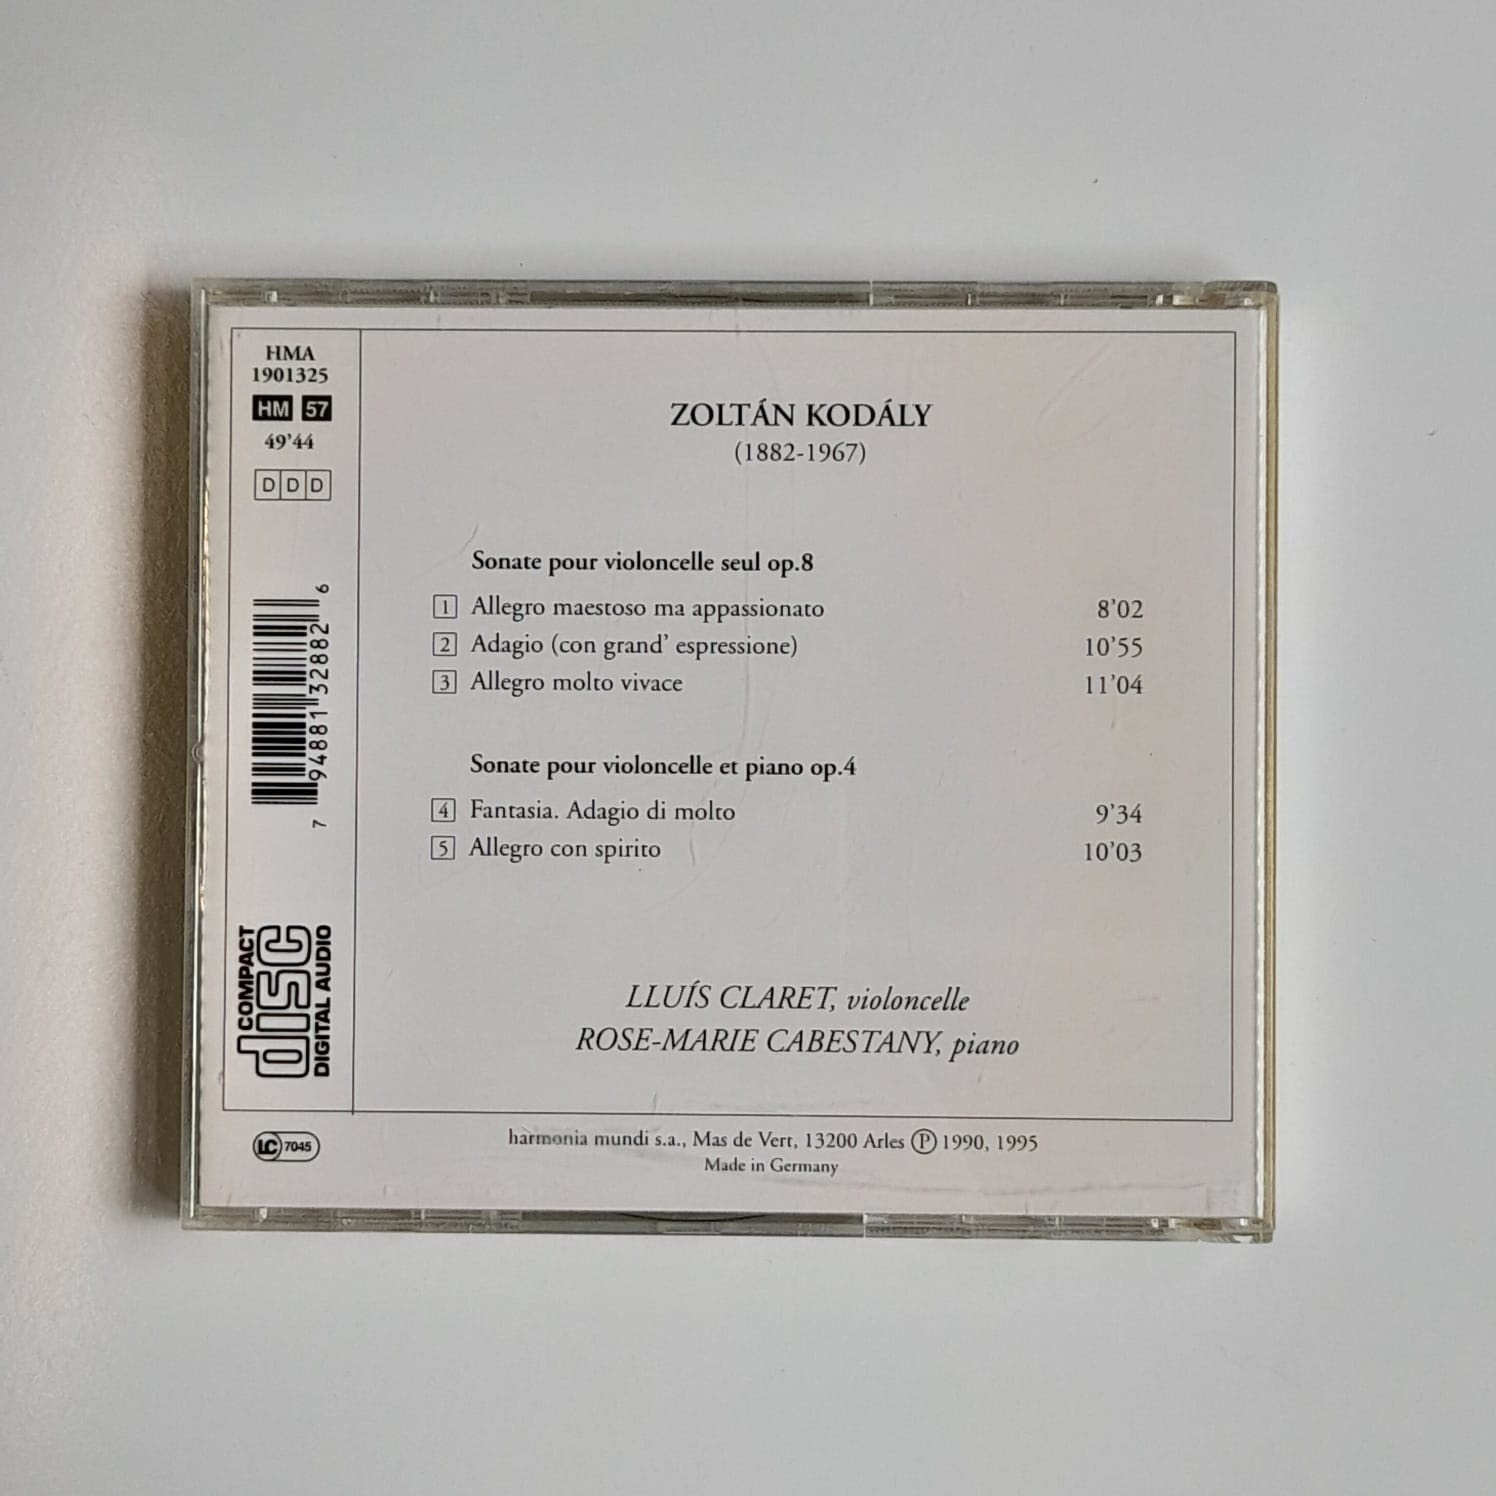 HMA
1901325
HM 57
49'44
D D D
7 94881 32882 6
COMPACT
disc
DIGITAL AUDIO
ZOLTÁN KODÁLY
(1882-1967)
Sonate pour violoncelle seul op.8
1 Allegro maestoso ma appassionato 8'02
2 Adagio (con grand' espressione) 10'55
3 Allegro molto vivace 11'04
Sonate pour violoncelle et piano op.4
4 Fantasia. Adagio di molto 9'34
5 Allegro con spirito 10'03
LLUÍS CLARET, violoncelle
ROSE-MARIE CABESTANY, piano
LC 7045
harmonia mundi s.a., Mas de Vert, 13200 Arles Ⓟ 1990, 1995
Made in Germany